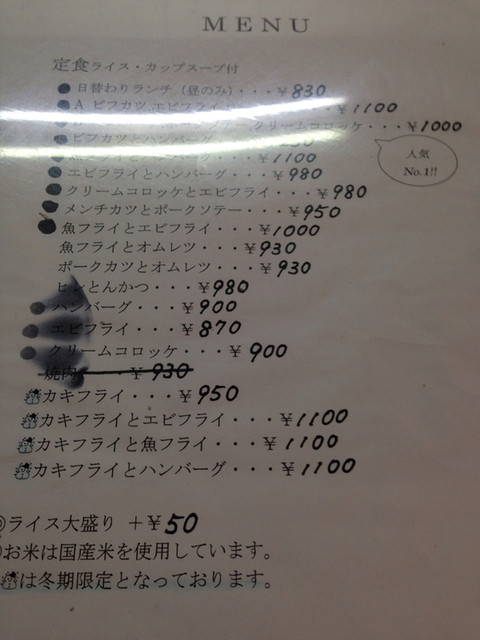 MENU
定食ライス・カップスープ付
日替わりランチ（昼のみ）・・・￥830
A ビフカツ エビフライ ￥1100
クリームコロッケ・・・￥1000
人気
No.1!!
ビフカツとハンバーグ
￥1100
エビフライとハンバーグ・・・￥980
クリームコロッケとエビフライ・・・￥980
メンチカツとポークソテー・・・￥950
魚フライとエビフライ・・・￥1000
魚フライとオムレツ・・・￥930
ポークカツとオムレツ・・・￥930
ヒレとんかつ・・・￥980
ハンバーグ・・・￥900
エビフライ・・・￥870
クリームコロッケ・・・￥900
焼肉・・・￥930
カキフライ・・・￥950
カキフライとエビフライ・・・￥1100
カキフライと魚フライ・・・￥1100
カキフライとハンバーグ・・・￥1100
◎ライス大盛り ＋￥50
お米は国産米を使用しています。
は冬期限定となっております。